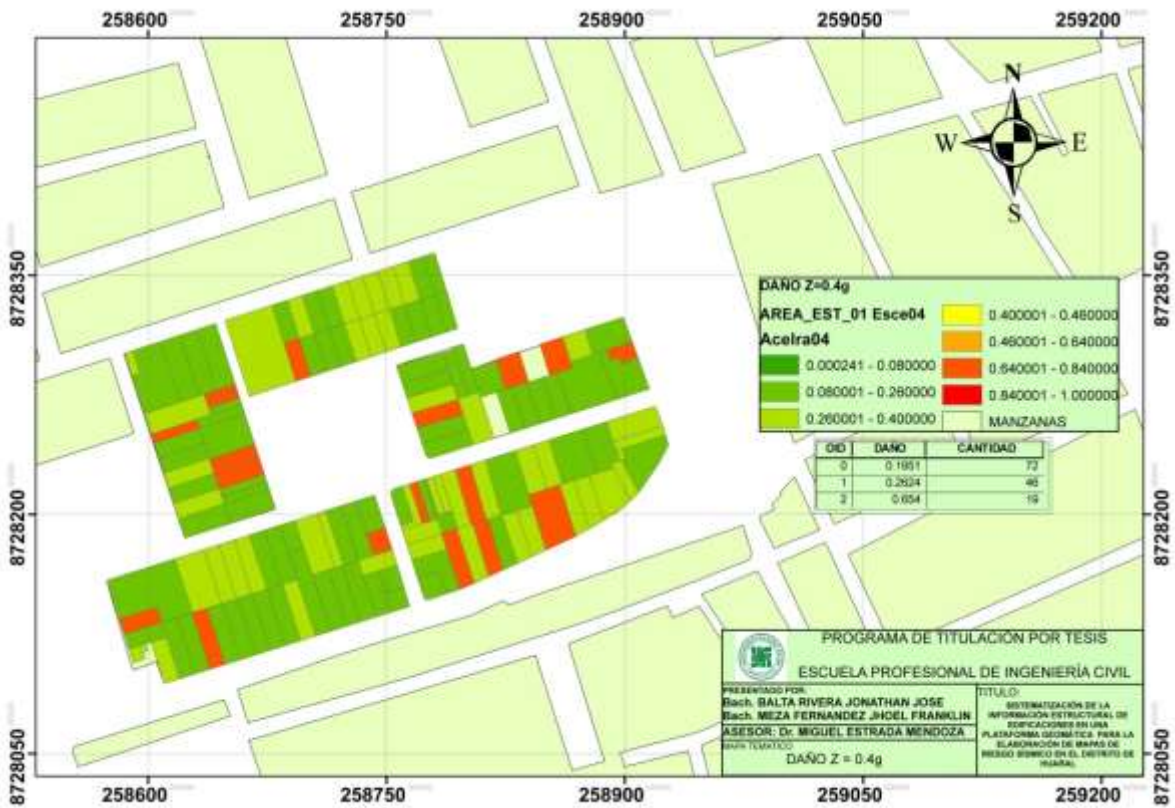 258600 258750 258900 259050 259200
N
W E
S
8728350 8728350
DAÑO Z=0.4g
AREA_EST_01 Esce04
Aceira04
0.000241 - 0.080000
0.080001 - 0.260000
0.260001 - 0.400000
0.400001 - 0.460000
0.460001 - 0.640000
0.640001 - 0.840000
0.840001 - 1.000000
MANZANAS
OID DAÑO CANTIDAD
0 0.1951 72
1 0.2624 46
2 0.654 19
8728200 8728200
PROGRAMA DE TITULACIÓN POR TESIS
ESCUELA PROFESIONAL DE INGENIERÍA CIVIL
PRESENTADO POR:
Bach. BALTA RIVERA JONATHAN JOSE
Bach. MEZA FERNANDEZ JHOEL FRANKLIN
ASESOR: Dr. MIGUEL ESTRADA MENDOZA
MAPA TEMATICO
DAÑO Z = 0.4g
TITULO:
SISTEMATIZACIÓN DE LA
INFORMACIÓN ESTRUCTURAL DE
EDIFICACIONES EN UNA
PLATAFORMA GEOMÁTICA PARA LA
ELABORACIÓN DE MAPAS DE
RIESGO SÍSMICO EN EL DISTRITO DE
HUARAL
8728050 8728050
258600 258750 258900 259050 259200